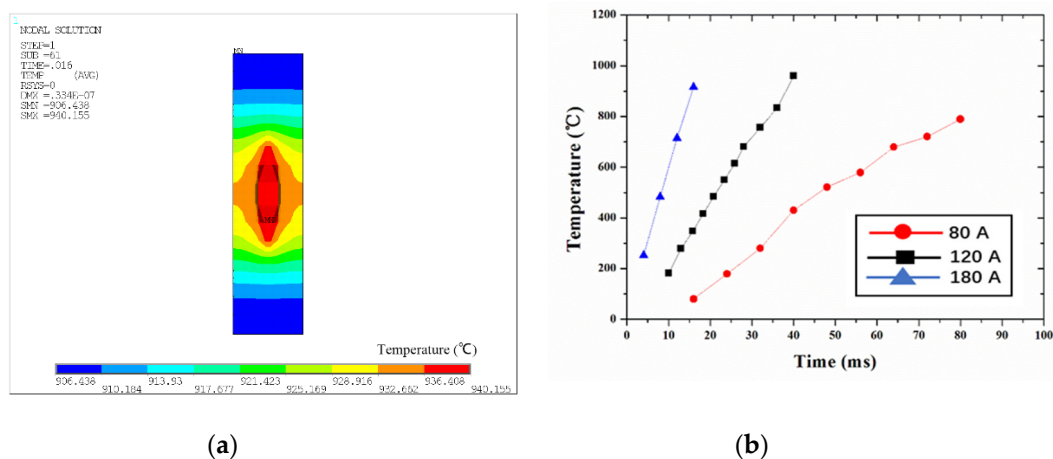 1
NODAL SOLUTION
STEP=1
SUB =61
TIME=.016
TEMP (AVG)
RSYS=0
DMX =.334E-07
SMN =906.438
SMX =940.155
MN
Temperature (℃)
906.438 913.93 921.423 928.916 936.408
910.184 917.677 925.169 932.662 940.155
(a)
1200
1000
800
600
400
200
0
Temperature (℃)
80 A
120 A
180 A
0 10 20 30 40 50 60 70 80 90 100
Time (ms)
(b)